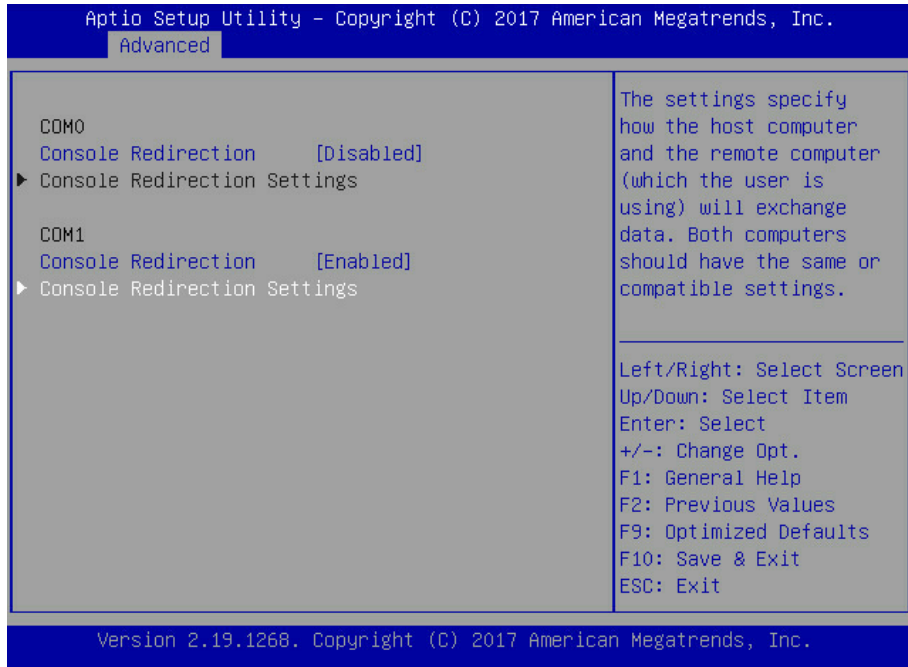 Aptio Setup Utility – Copyright (C) 2017 American Megatrends, Inc.
Advanced
COM0
Console Redirection [Disabled]
▶ Console Redirection Settings
COM1
Console Redirection [Enabled]
▶ Console Redirection Settings
The settings specify
how the host computer
and the remote computer
(which the user is
using) will exchange
data. Both computers
should have the same or
compatible settings.
Left/Right: Select Screen
Up/Down: Select Item
Enter: Select
+/-: Change Opt.
F1: General Help
F2: Previous Values
F9: Optimized Defaults
F10: Save & Exit
ESC: Exit
Version 2.19.1268. Copyright (C) 2017 American Megatrends, Inc.